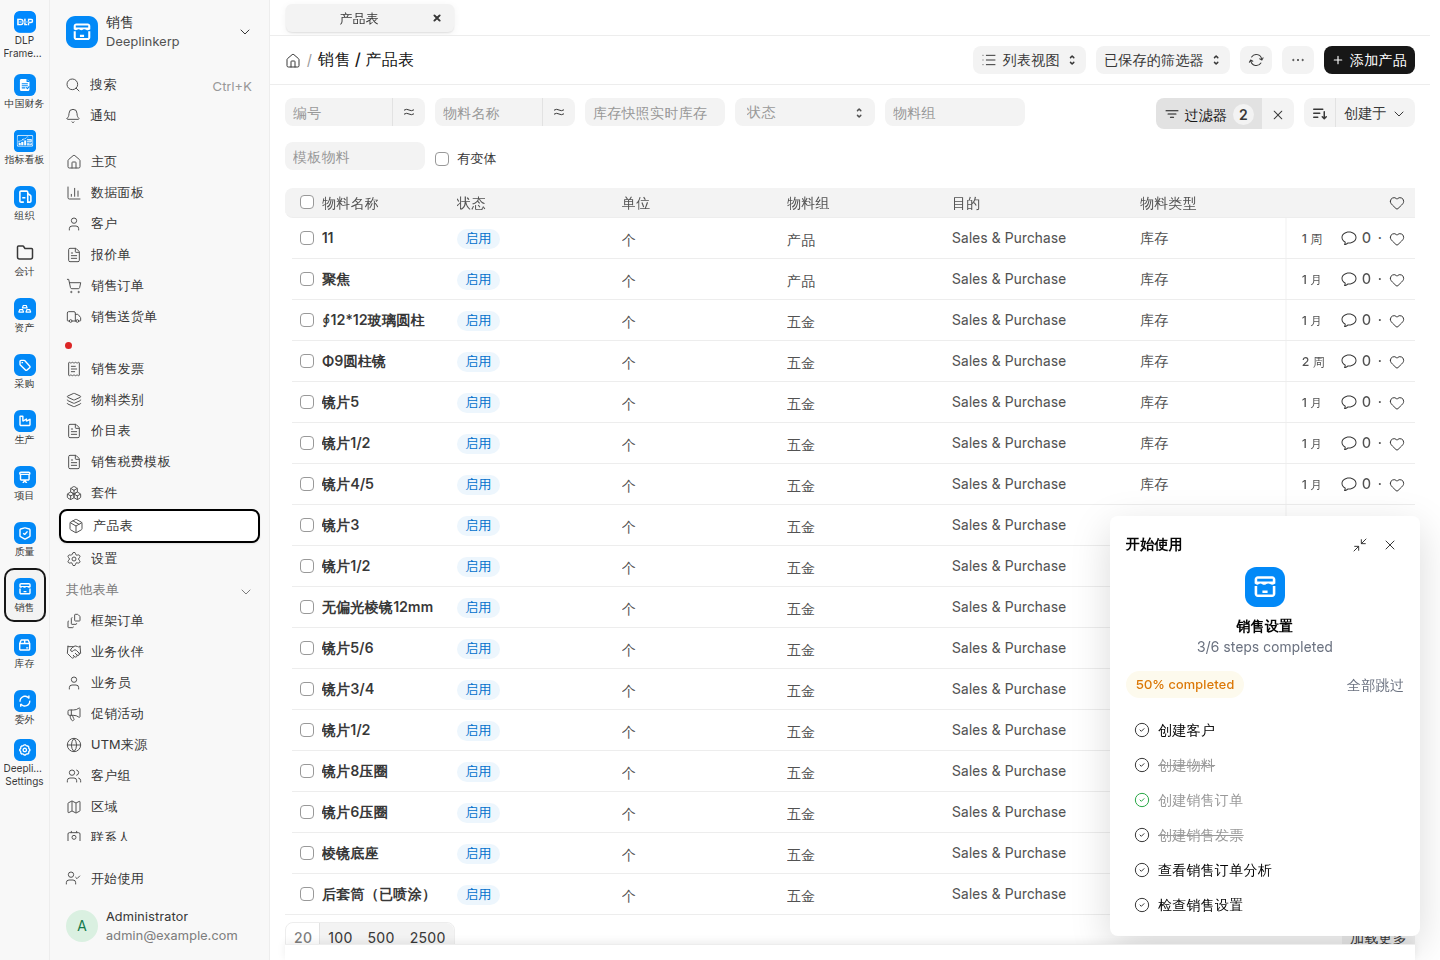 DLP
DLP
Frame...
中国财务
指标看板
组织
会计
资产
采购
生产
项目
质量
销售
库存
委外
Deepli...
Settings
销售
Deeplinkerp
搜索
Ctrl+K
通知
主页
数据面板
客户
报价单
销售订单
销售送货单
销售发票
物料类别
价目表
销售税费模板
套件
产品表
设置
其他表单
框架订单
业务伙伴
业务员
促销活动
UTM来源
客户组
区域
联系人
开始使用
A
Administrator
admin@example.com
产品表
/ 销售 / 产品表
列表视图
已保存的筛选器
添加产品
编号
物料名称
库存快照实时库存
状态
物料组
过滤器 2
创建于
模板物料
有变体
物料名称 状态 单位 物料组 目的 物料类型
11 启用 个 产品 Sales & Purchase 库存 1 周 0 ·
聚焦 启用 个 产品 Sales & Purchase 库存 1 月 0 ·
∮12*12玻璃圆柱 启用 个 五金 Sales & Purchase 库存 1 月 0 ·
Φ9圆柱镜 启用 个 五金 Sales & Purchase 库存 2 周 0 ·
镜片5 启用 个 五金 Sales & Purchase 库存 1 月 0 ·
镜片1/2 启用 个 五金 Sales & Purchase 库存 1 月 0 ·
镜片4/5 启用 个 五金 Sales & Purchase 库存 1 月 0 ·
镜片3 启用 个 五金 Sales & Purchase
镜片1/2 启用 个 五金 Sales & Purchase
无偏光棱镜12mm 启用 个 五金 Sales & Purchase
镜片5/6 启用 个 五金 Sales & Purchase
镜片3/4 启用 个 五金 Sales & Purchase
镜片1/2 启用 个 五金 Sales & Purchase
镜片8压圈 启用 个 五金 Sales & Purchase
镜片6压圈 启用 个 五金 Sales & Purchase
棱镜底座 启用 个 五金 Sales & Purchase
后套筒（已喷涂） 启用 个 五金 Sales & Purchase
20 100 500 2500
加载更多
开始使用
销售设置
3/6 steps completed
50% completed
全部跳过
创建客户
创建物料
创建销售订单
创建销售发票
查看销售订单分析
检查销售设置